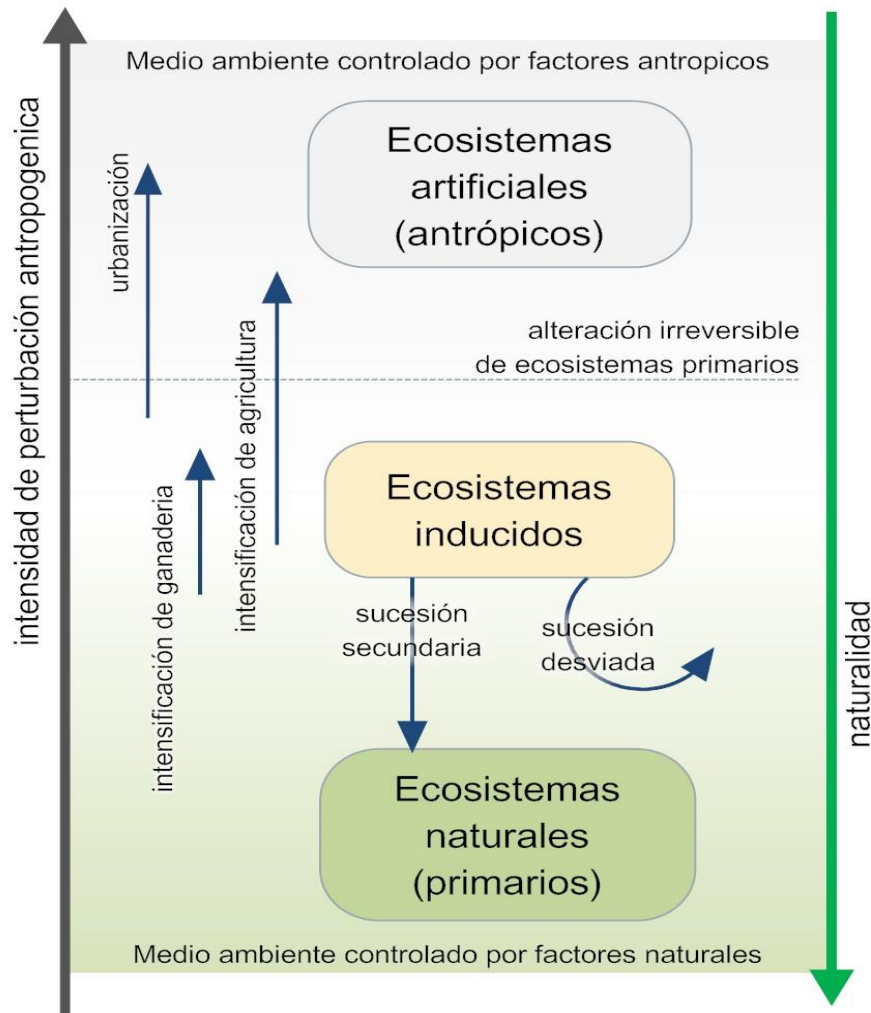 Medio ambiente controlado por factores antropicos
Ecosistemas
artificiales
(antrópicos)
urbanización
intensidad de perturbación antropogenica
alteración irreversible
de ecosistemas primarios
intensificación de agricultura
intensificación de ganaderia
Ecosistemas
inducidos
sucesión
secundaria
sucesión
desviada
naturalidad
Ecosistemas
naturales
(primarios)
Medio ambiente controlado por factores naturales